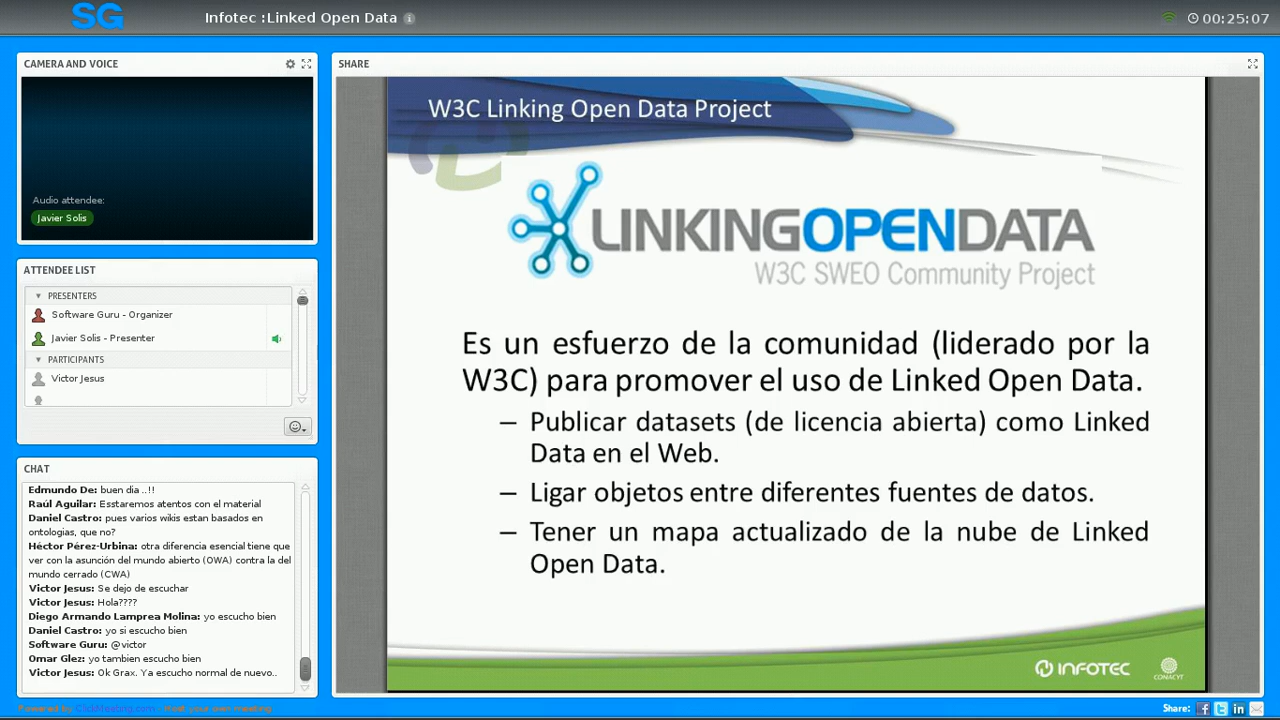 SG
Infotec :Linked Open Data
00:25:07
CAMERA AND VOICE
Audio attendee:
Javier Solis
ATTENDEE LIST
PRESENTERS
Software Guru - Organizer
Javier Solis - Presenter
PARTICIPANTS
Victor Jesus
CHAT
Edmundo De: buen dia ..!!
Raúl Aguilar: Esstaremos atentos con el material
Daniel Castro: pues varios wikis estan basados en
ontologias, que no?
Héctor Pérez-Urbina: otra diferencia esencial tiene que
ver con la asunción del mundo abierto (OWA) contra la del
mundo cerrado (CWA)
Victor Jesus: Se dejo de escuchar
Victor Jesus: Hola????
Diego Armando Lamprea Molina: yo escucho bien
Daniel Castro: yo si escucho bien
Software Guru: @victor
Omar Glez: yo tambien escucho bien
Victor Jesus: Ok Grax. Ya escucho normal de nuevo..
SHARE
W3C Linking Open Data Project
LINKINGOPENDATA
W3C SWEO Community Project
Es un esfuerzo de la comunidad (liderado por la
W3C) para promover el uso de Linked Open Data.
– Publicar datasets (de licencia abierta) como Linked
Data en el Web.
– Ligar objetos entre diferentes fuentes de datos.
– Tener un mapa actualizado de la nube de Linked
Open Data.
INFOTEC
CONACYT
Powered by ClickMeeting.com - Host your own meeting
Share: